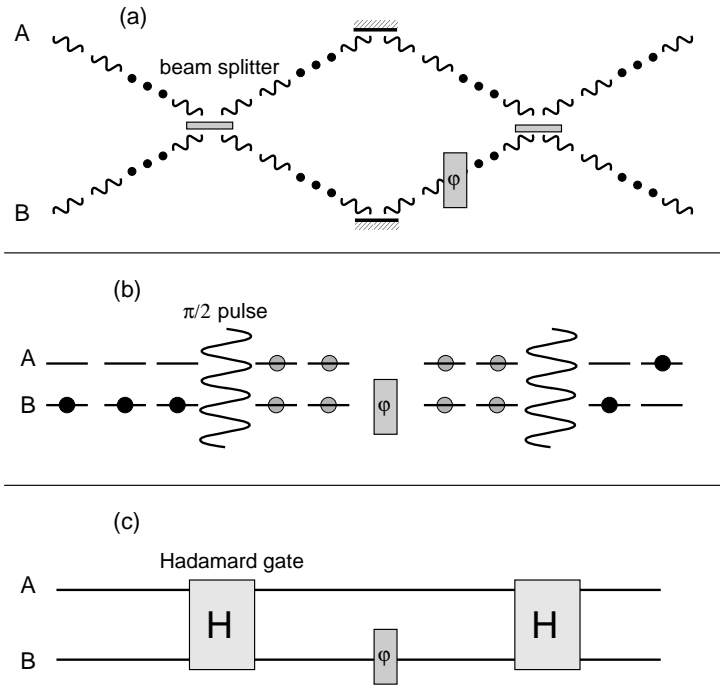 (a)
A
beam splitter
φ
B
(b)
π/2 pulse
A
B
φ
(c)
Hadamard gate
A
H
H
B
φ